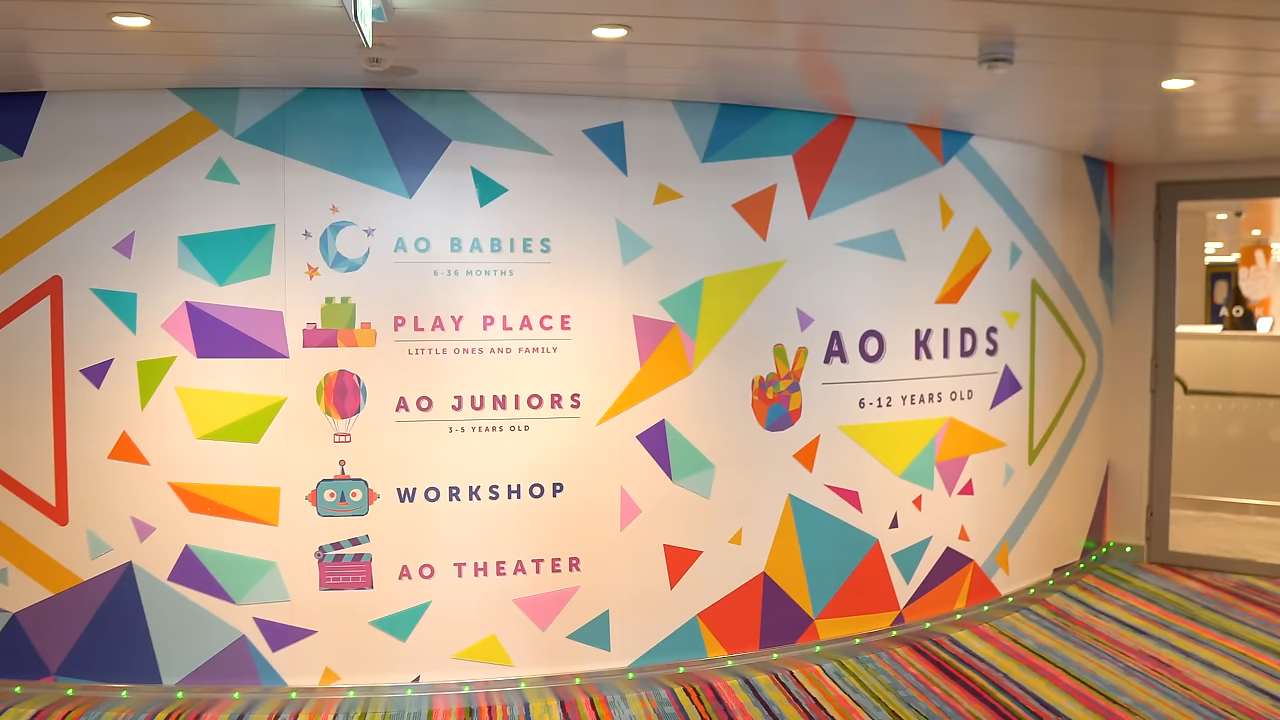 AO BABIES
6-36 MONTHS
PLAY PLACE
LITTLE ONES AND FAMILY
AO JUNIORS
3-5 YEARS OLD
WORKSHOP
AO THEATER
AO KIDS
6-12 YEARS OLD
AO